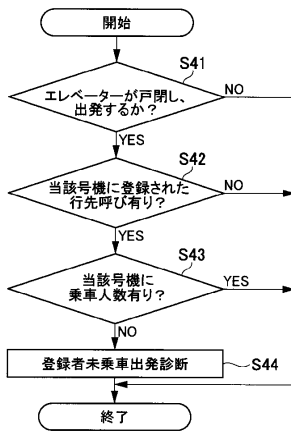 開始
S41
エレベーターが戸閉し、
出発するか？
NO
YES
S42
当該号機に登録された
行先呼び有り？
NO
YES
S43
当該号機に
乗車人数有り？
YES
NO
登録者未乗車出発診断
S44
終了